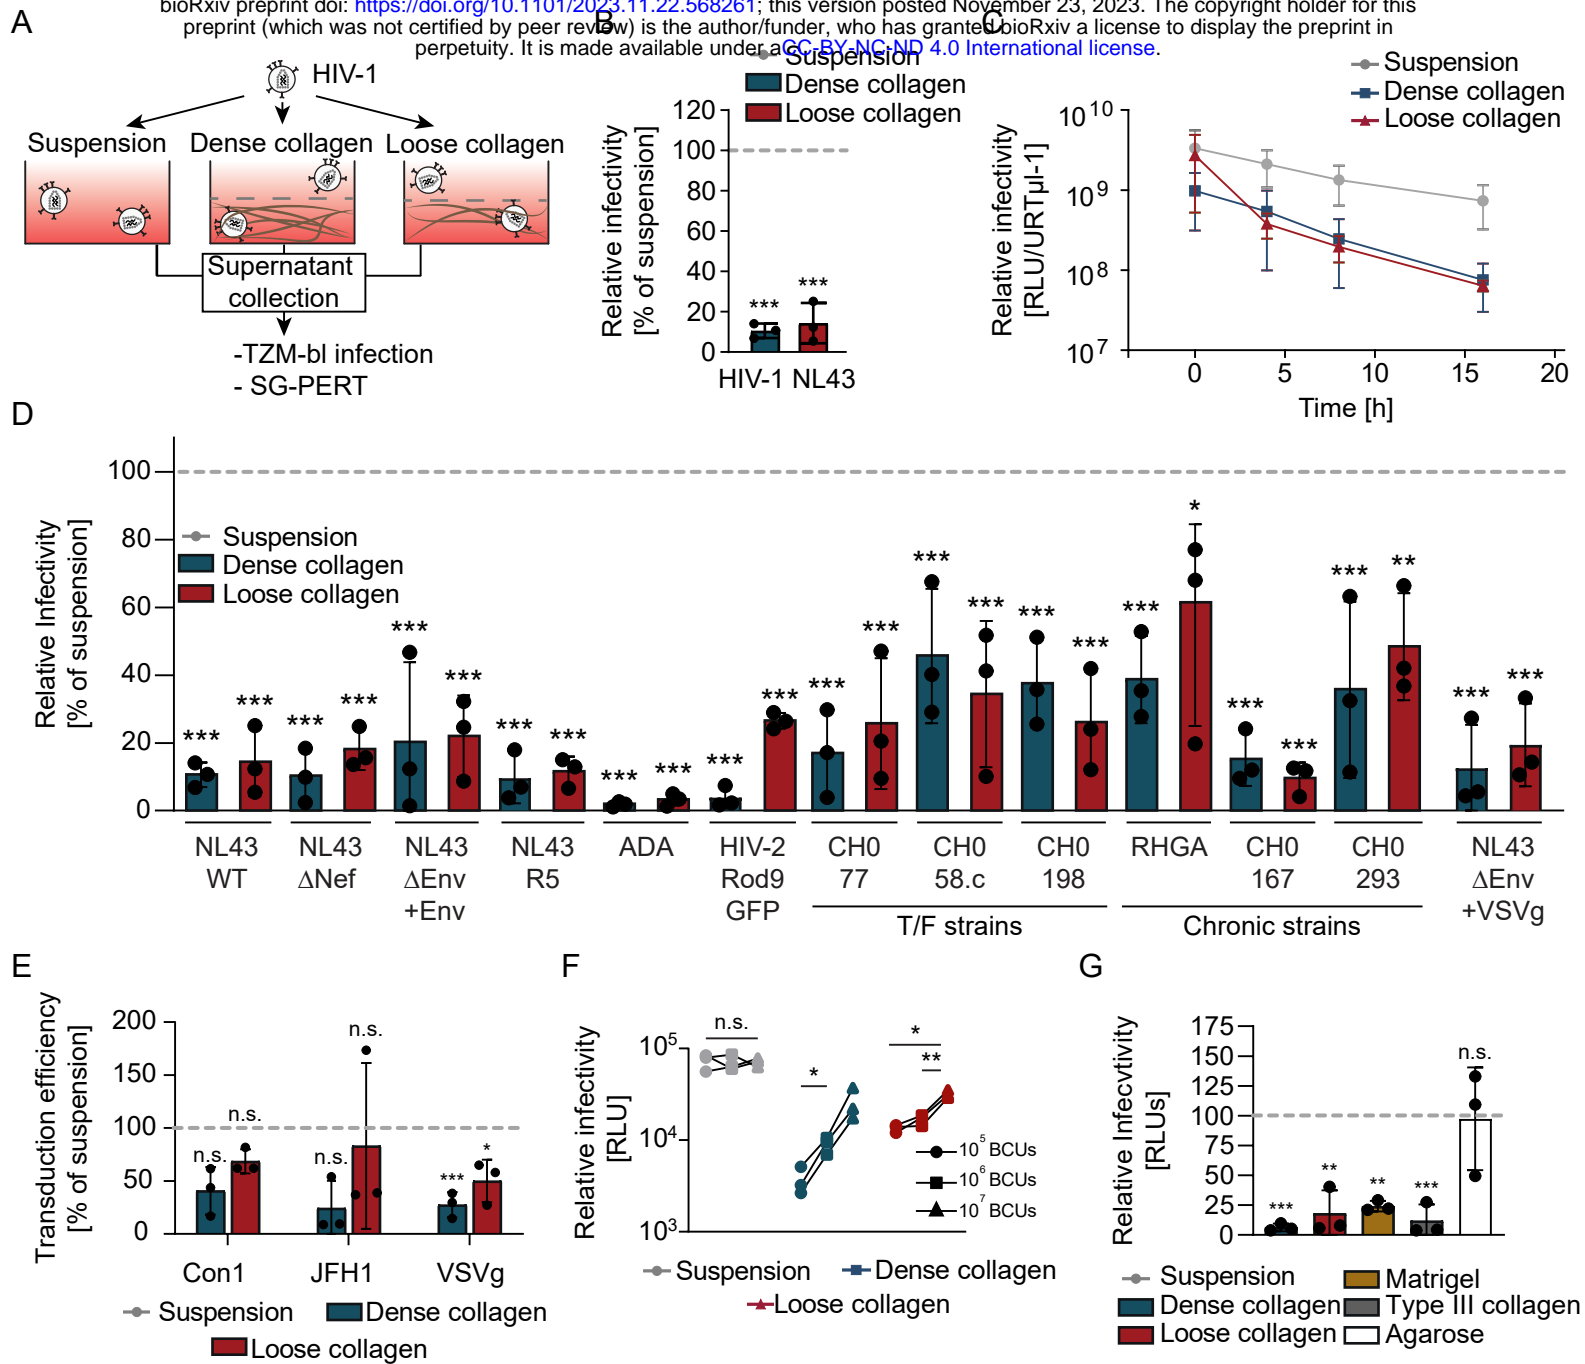 bioRxiv preprint doi: https://doi.org/10.1101/2023.11.22.568261; this version posted November 23, 2023. The copyright holder for this
preprint (which was not certified by peer review) is the author/funder, who has granted bioRxiv a license to display the preprint in
perpetuity. It is made available under a CC-BY-NC-ND 4.0 International license.
A
HIV-1
Suspension
Dense collagen
Loose collagen
Supernatant
collection
-TZM-bl infection
- SG-PERT
B
Suspension
Dense collagen
Loose collagen
Relative infectivity
[% of suspension]
120
100
80
60
40
20
0
***
***
HIV-1 NL43
C
Suspension
Dense collagen
Loose collagen
Relative infectivity
[RLU/URTµl-1]
10^10
10^9
10^8
10^7
0
5
10
15
20
Time [h]
D
Relative Infectivity
[% of suspension]
100
80
60
40
20
0
Suspension
Dense collagen
Loose collagen
*** *** *** *** *** *** *** *** *** *** *** *** *** *** *** *** *** *** *** * *** *** *** ** *** ***
NL43
WT
NL43
ΔNef
NL43
ΔEnv
+Env
NL43
R5
ADA
HIV-2
Rod9
GFP
CH0
77
CH0
58.c
CH0
198
T/F strains
RHGA
CH0
167
CH0
293
Chronic strains
NL43
ΔEnv
+VSVg
E
Transduction efficiency
[% of suspension]
200
150
100
50
0
n.s.
n.s.
n.s.
n.s.
***
*
Con1
JFH1
VSVg
Suspension
Dense collagen
Loose collagen
F
Relative infectivity
[RLU]
10^5
10^4
10^3
n.s.
*
*
**
10^5 BCUs
10^6 BCUs
10^7 BCUs
Suspension
Dense collagen
Loose collagen
G
Relative Infecvtivity
[RLUs]
175
150
125
100
75
50
25
0
***
**
**
***
n.s.
Suspension
Dense collagen
Loose collagen
Matrigel
Type III collagen
Agarose